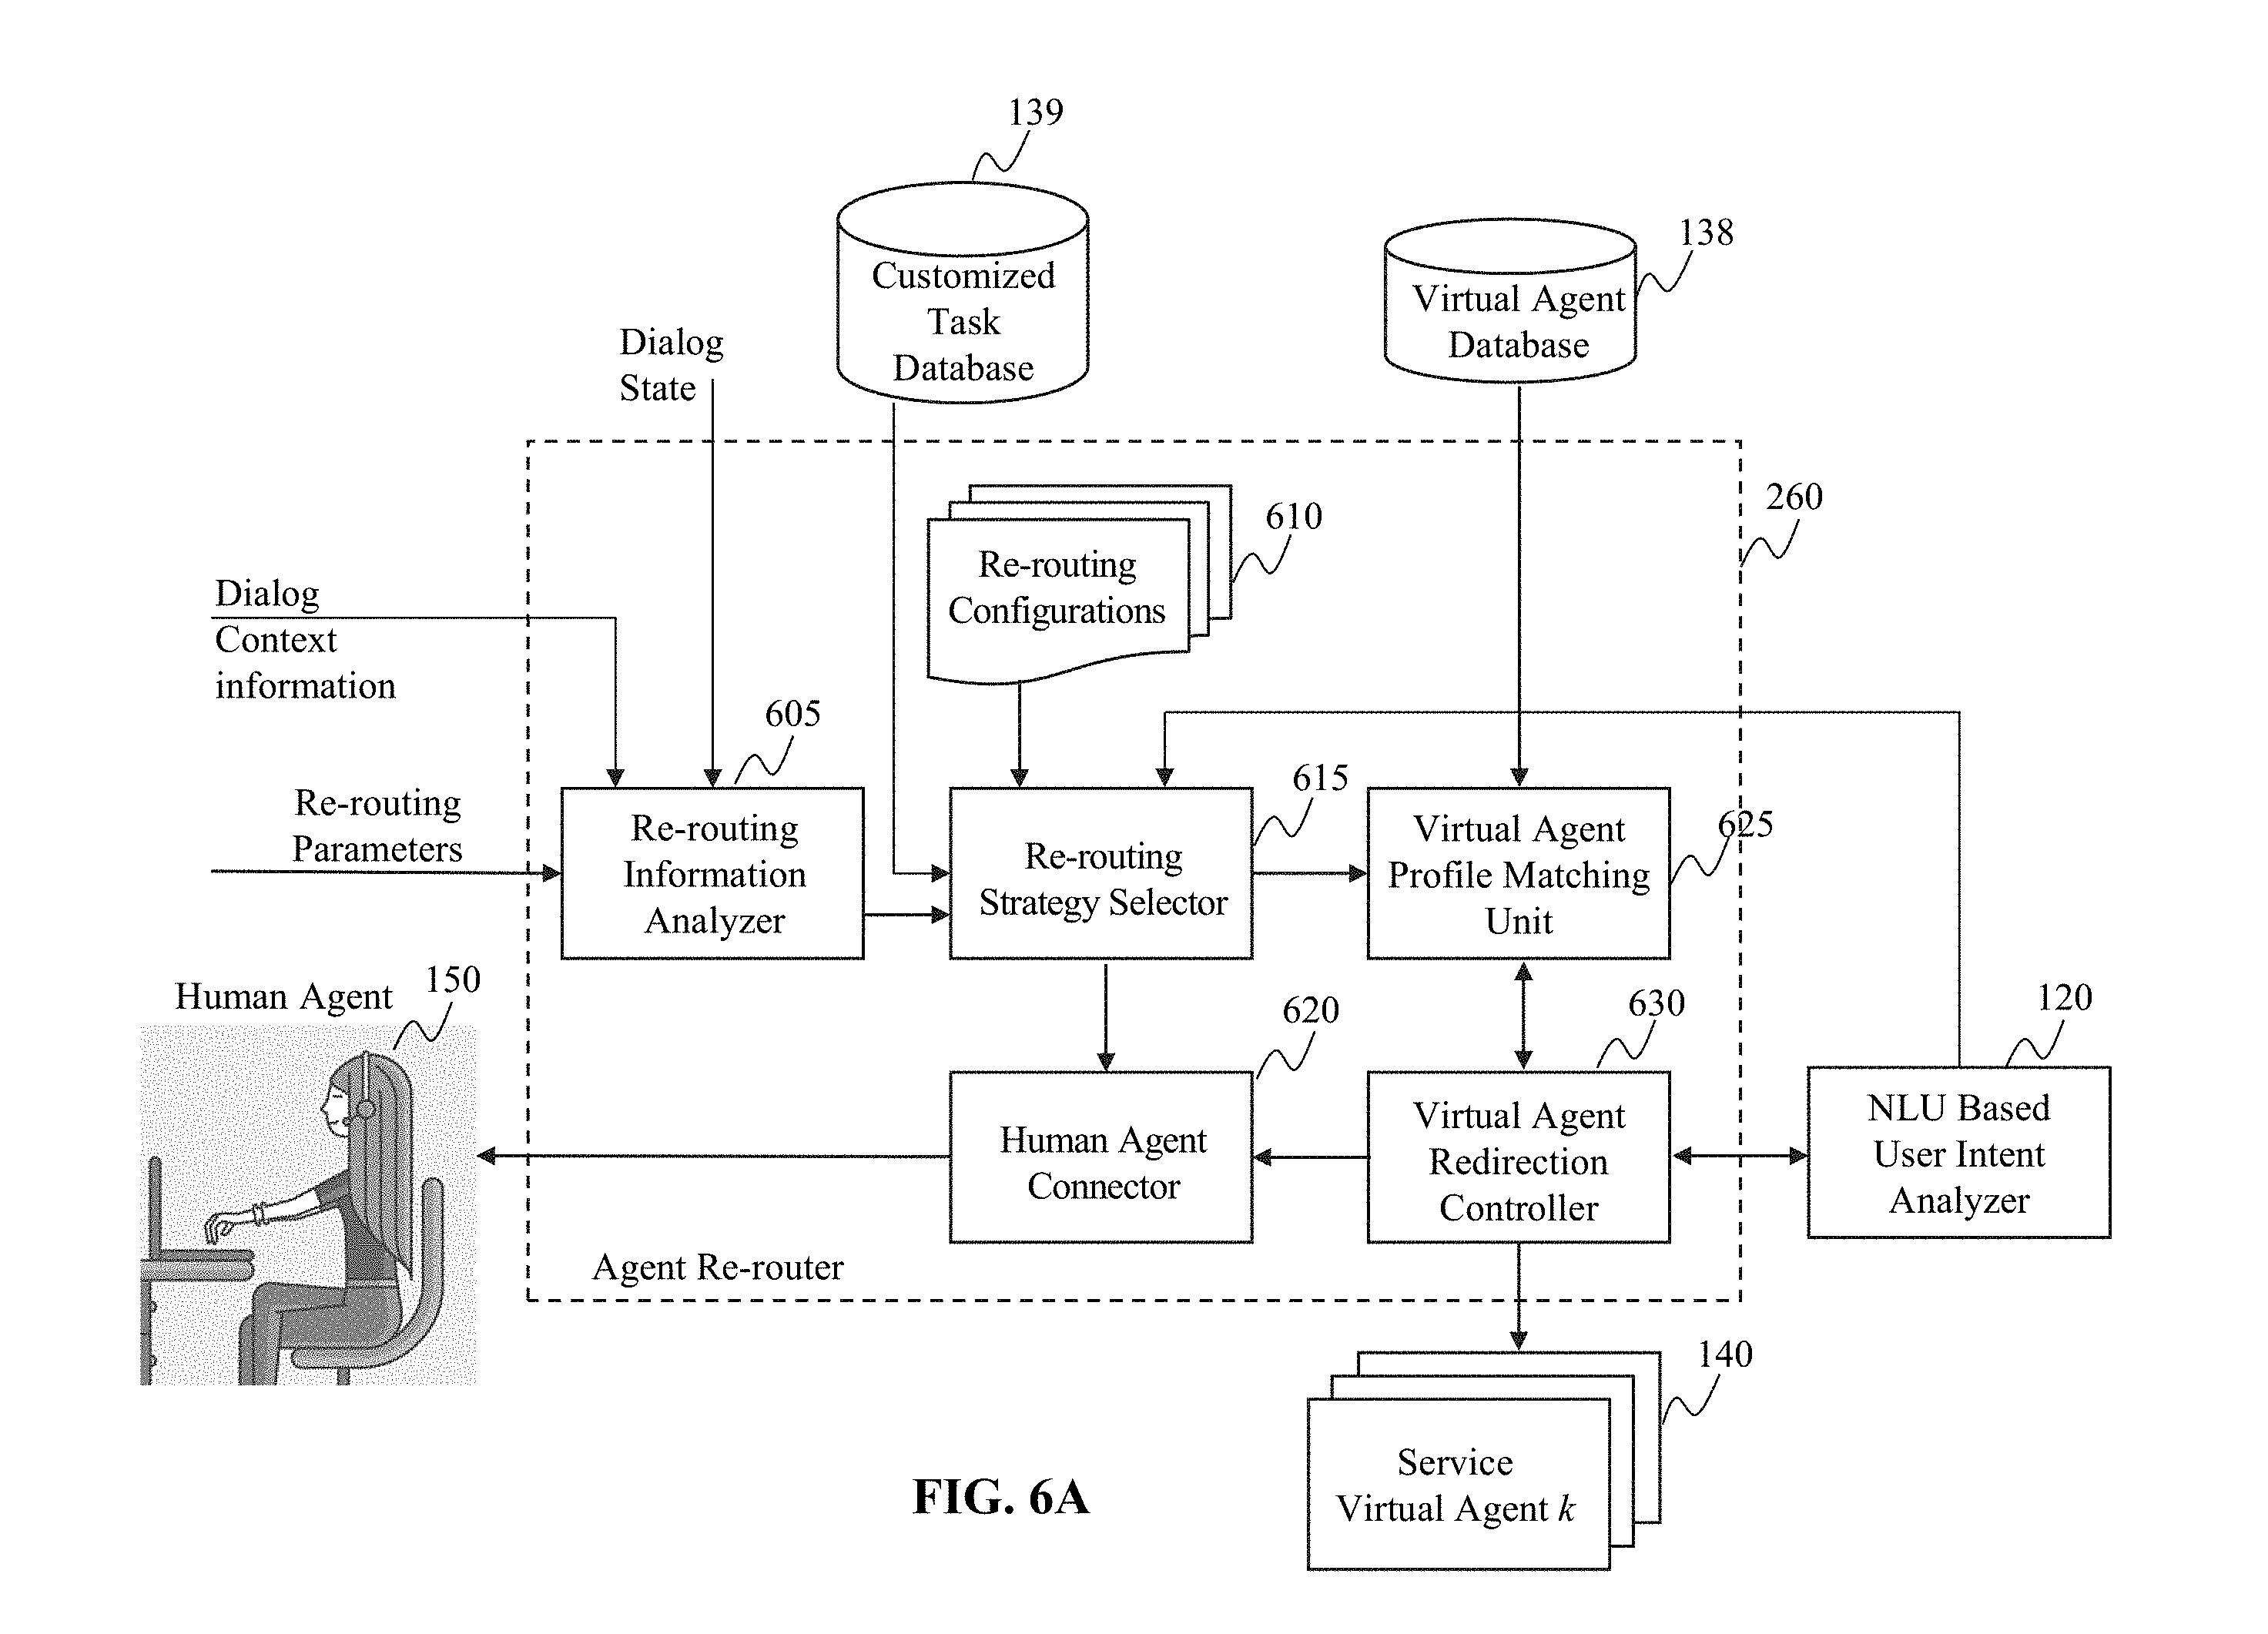 139
138
Customized
Task
Database
Virtual Agent
Database
Dialog
State
260
610
Re-routing
Configurations
Dialog
Context
information
605
615
625
Re-routing
Parameters
Re-routing
Information
Analyzer
Re-routing
Strategy Selector
Virtual Agent
Profile Matching
Unit
Human Agent
150
620
630
120
Human Agent
Connector
Virtual Agent
Redirection
Controller
NLU Based
User Intent
Analyzer
Agent Re-router
140
Service
Virtual Agent k
FIG. 6A